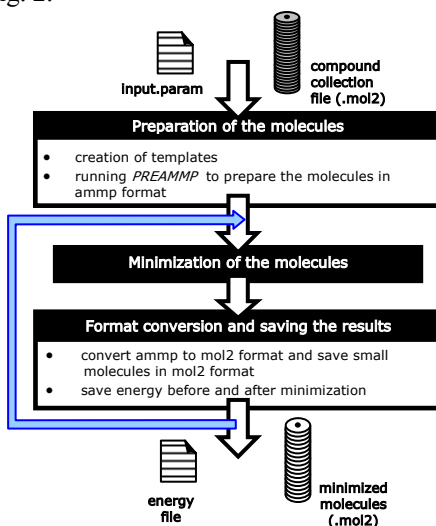 input.param
compound
collection
file (.mol2)
Preparation of the molecules
• creation of templates
• running PREAMMP to prepare the molecules in
ammp format
Minimization of the molecules
Format conversion and saving the results
• convert ammp to mol2 format and save small
molecules in mol2 format
• save energy before and after minimization
energy
file
minimized
molecules
(.mol2)